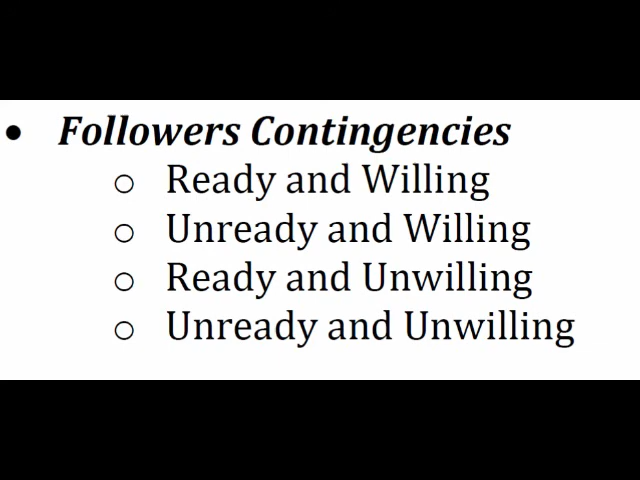 • Followers Contingencies
o Ready and Willing
o Unready and Willing
o Ready and Unwilling
o Unready and Unwilling